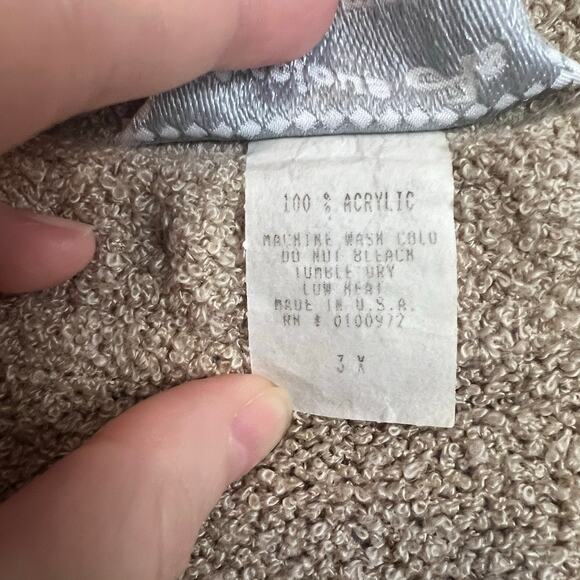 100 % ACRYLIC
MACHINE WASH COLD
DO NOT BLEACH
TUMBLE DRY
LOW HEAT
MADE IN U.S.A.
RN # 0100972
3 X